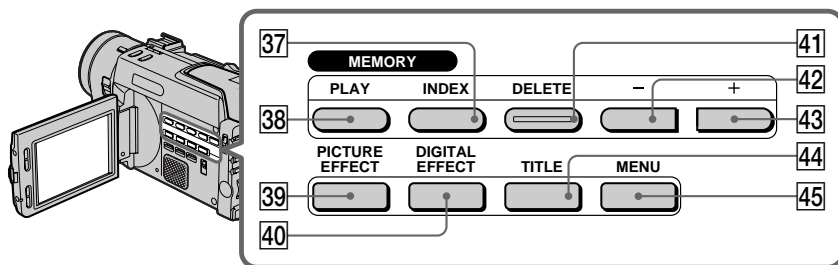 37
41
MEMORY
42
PLAY INDEX DELETE – +
38
43
PICTURE EFFECT
DIGITAL EFFECT
TITLE MENU
44
39
45
40